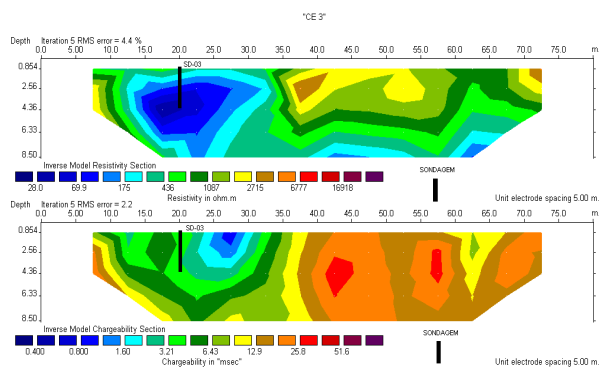 "CE 3"
Depth Iteration 5 RMS error = 4.4 %
0.0 5.0 10.0 15.0 20.0 25.0 30.0 35.0 40.0 45.0 50.0 55.0 60.0 65.0 70.0 75.0 80.0 m.
SD-03
0.854
2.56
4.36
6.33
8.50
Inverse Model Resistivity Section
SONDAGEM
28.0 69.9 175 436 1087 2715 6777 16918
Resistivity in ohm.m
Unit electrode spacing 5.00 m.
Depth Iteration 5 RMS error = 2.2
0.0 5.0 10.0 15.0 20.0 25.0 30.0 35.0 40.0 45.0 50.0 55.0 60.0 65.0 70.0 75.0 80.0 m.
SD-03
0.854
2.56
4.36
6.33
8.50
Inverse Model Chargeability Section
SONDAGEM
0.400 0.800 1.60 3.21 6.43 12.9 25.8 51.6
Chargeability in "msec"
Unit electrode spacing 5.00 m.